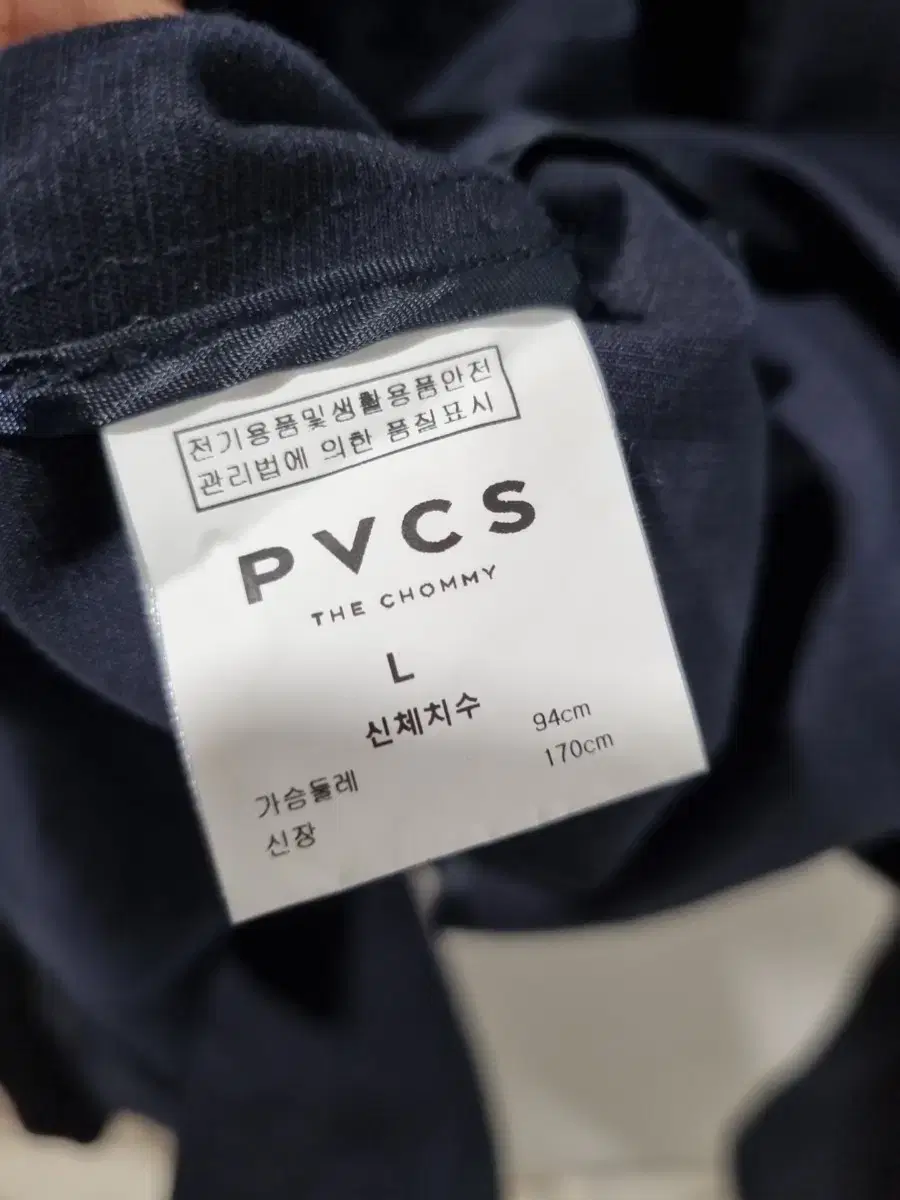 전기용품및생활용품안전
관리법에 의한 품질표시
PVCS
THE CHOMMY
L
신체치수
가슴둘레 94cm
신장 170cm